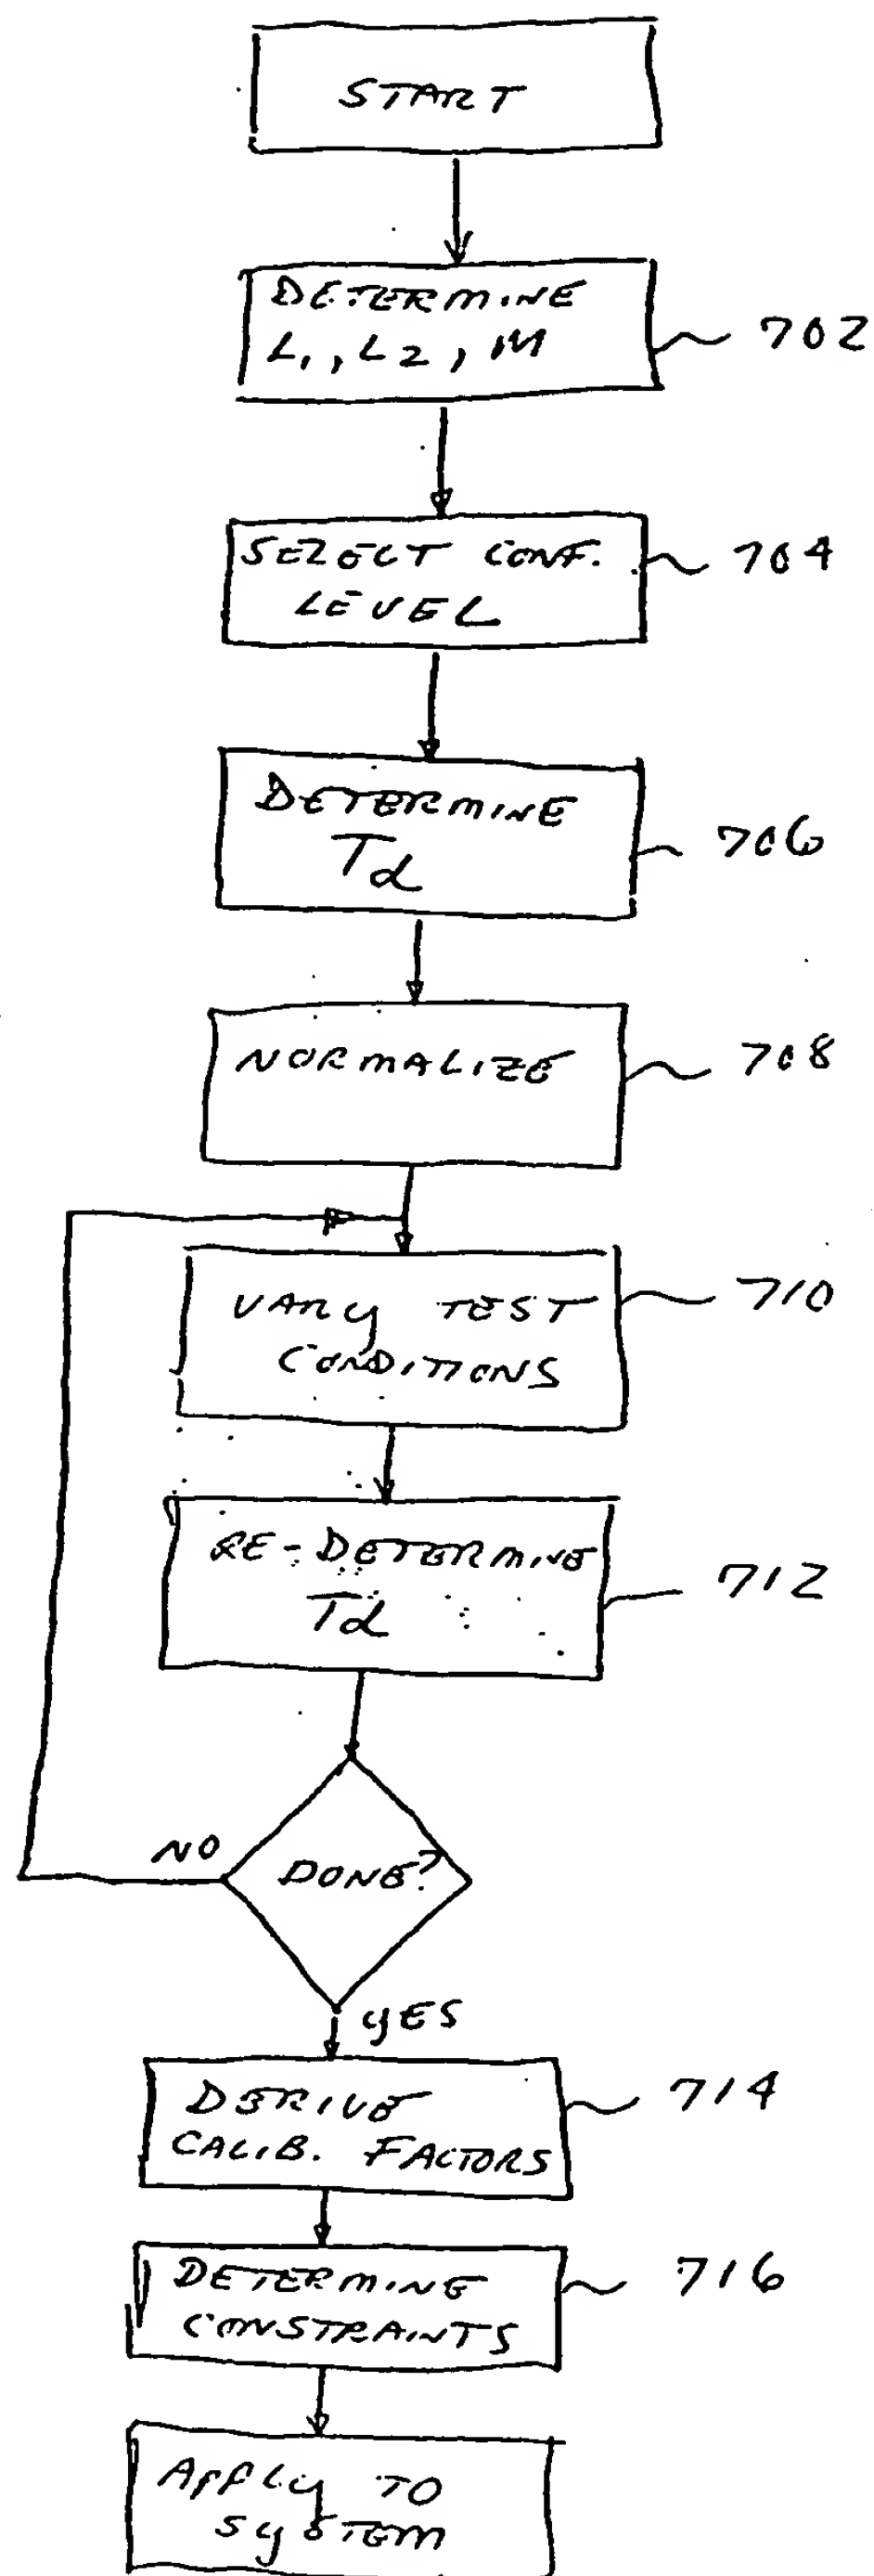 START
DETERMINE
L1, L2, M
702
SELECT CONF.
LEVEL
704
DETERMINE
Td
706
NORMALIZE
708
VARY TEST
CONDITIONS
710
RE-DETERMINE
Td
712
NO
DONE?
YES
DERIVE
CALIB. FACTORS
714
DETERMINE
CONSTRAINTS
716
APPLY TO
SYSTEM